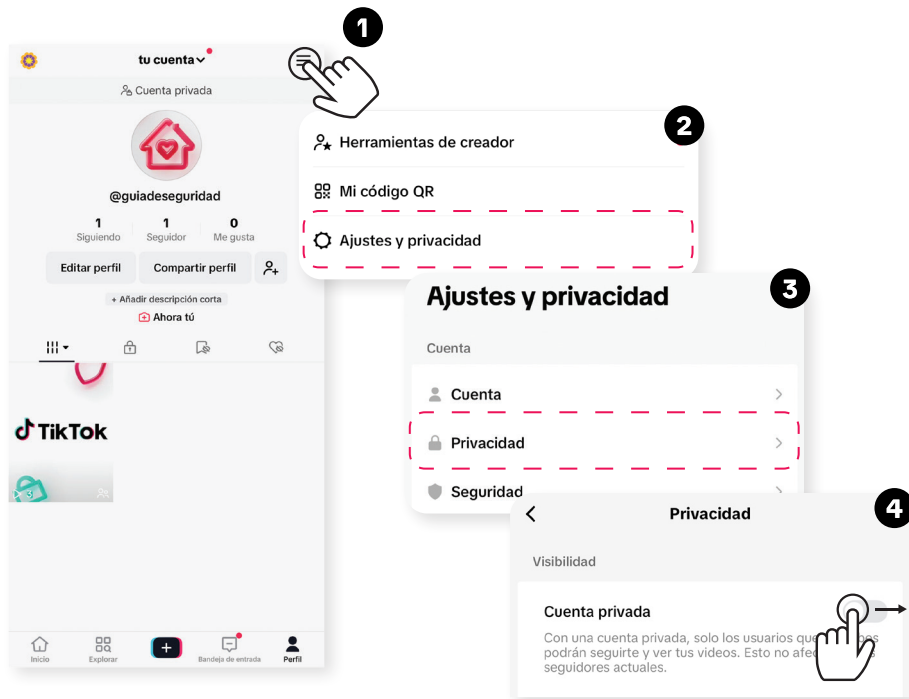 1
tu cuenta
Cuenta privada
@guiadeseguridad
1 1 0
Siguiendo Seguidor Me gusta
Editar perfil Compartir perfil
+ Añadir descripción corta
Ahora tú
TikTok
3
Inicio Explorar Bandeja de entrada Perfil
2
Herramientas de creador
Mi código QR
Ajustes y privacidad
3
Ajustes y privacidad
Cuenta
Cuenta
Privacidad
Seguridad
4
Privacidad
Visibilidad
Cuenta privada
Con una cuenta privada, solo los usuarios que
podrán seguirte y ver tus videos. Esto no
seguidores actuales.